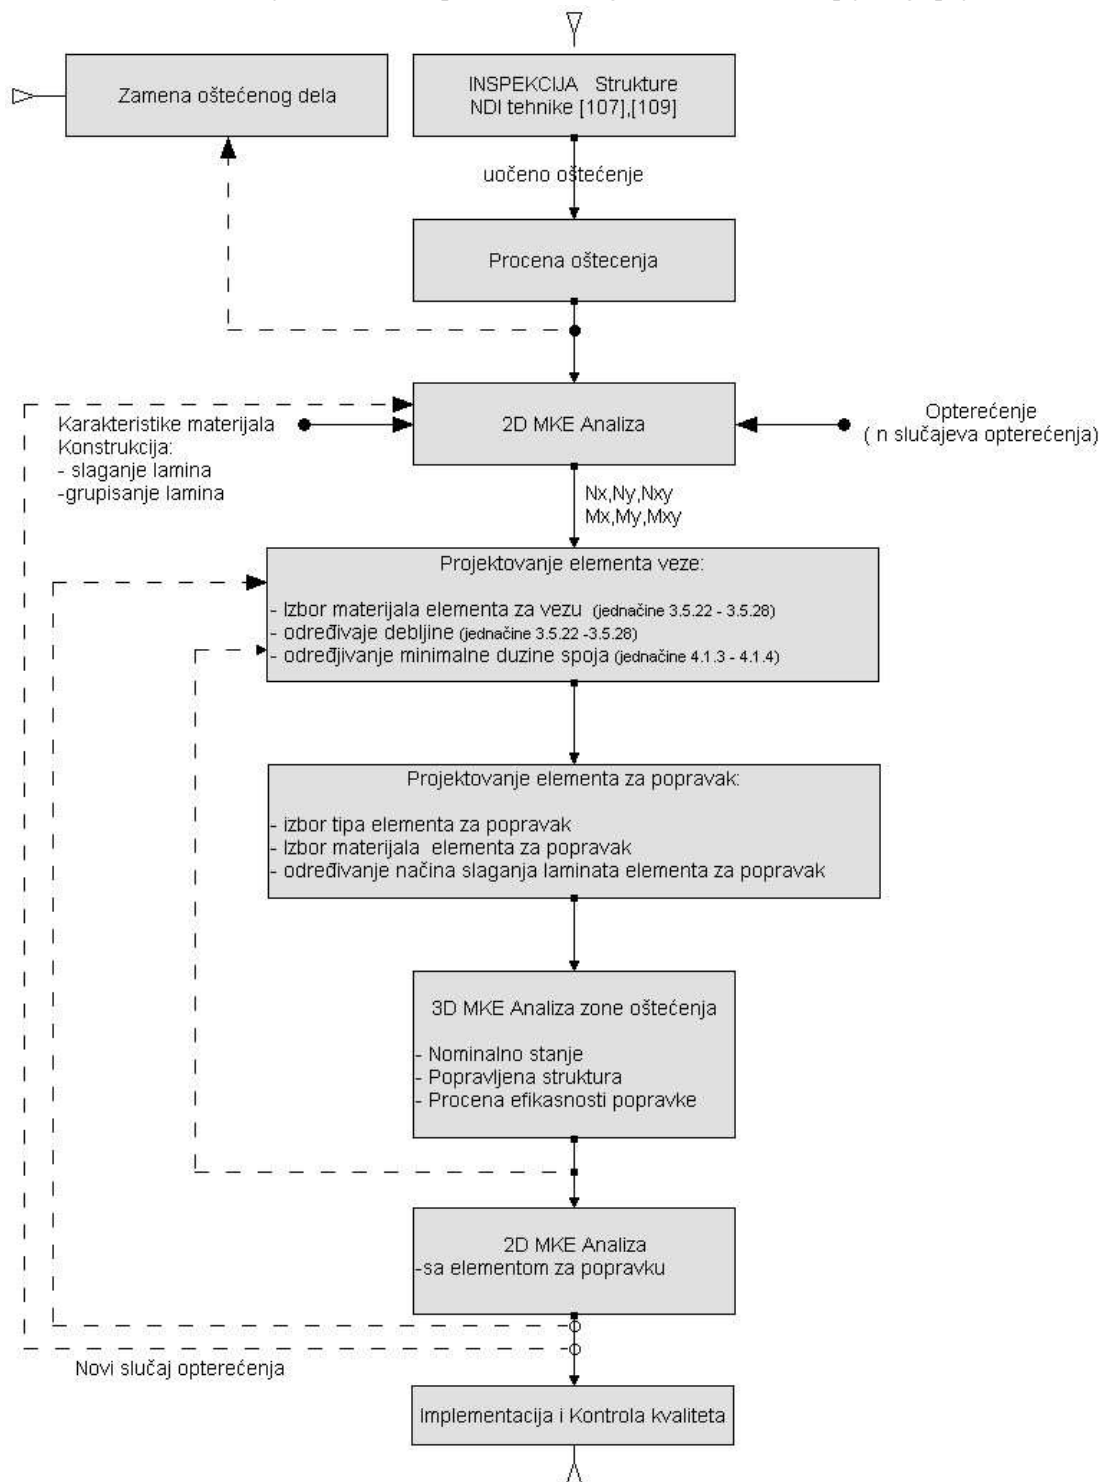 Zamena oštećenog dela
INSPEKCIJA Strukture
NDI tehnike [107],[109]
uočeno oštećenje
Procena oštecenja
Karakteristike materijala
Konstrukcija:
- slaganje lamina
-grupisanje lamina
2D MKE Analiza
Opterećenje
( n slučajeva opterećenja)
Nx,Ny,Nxy
Mx,My,Mxy
Projektovanje elementa veze:
- Izbor materijala elementa za vezu (jednačine 3.5.22 - 3.5.28)
- određivaje debljine (jednačine 3.5.22 -3.5.28)
- određjivanje minimalne duzine spoja (jednačine 4.1.3 - 4.1.4)
Projektovanje elementa za popravak:
- izbor tipa elementa za popravak
- Izbor materijala elementa za popravak
- određivanje načina slaganja laminata elementa za popravak
3D MKE Analiza zone oštećenja
- Nominalno stanje
- Popravljena struktura
- Procena efikasnosti popravke
2D MKE Analiza
-sa elementom za popravku
Novi slučaj opterećenja
Implementacija i Kontrola kvaliteta